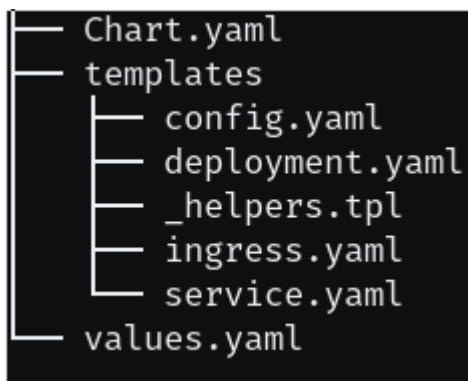 Chart.yaml
templates
config.yaml
deployment.yaml
_helpers.tpl
ingress.yaml
service.yaml
values.yaml